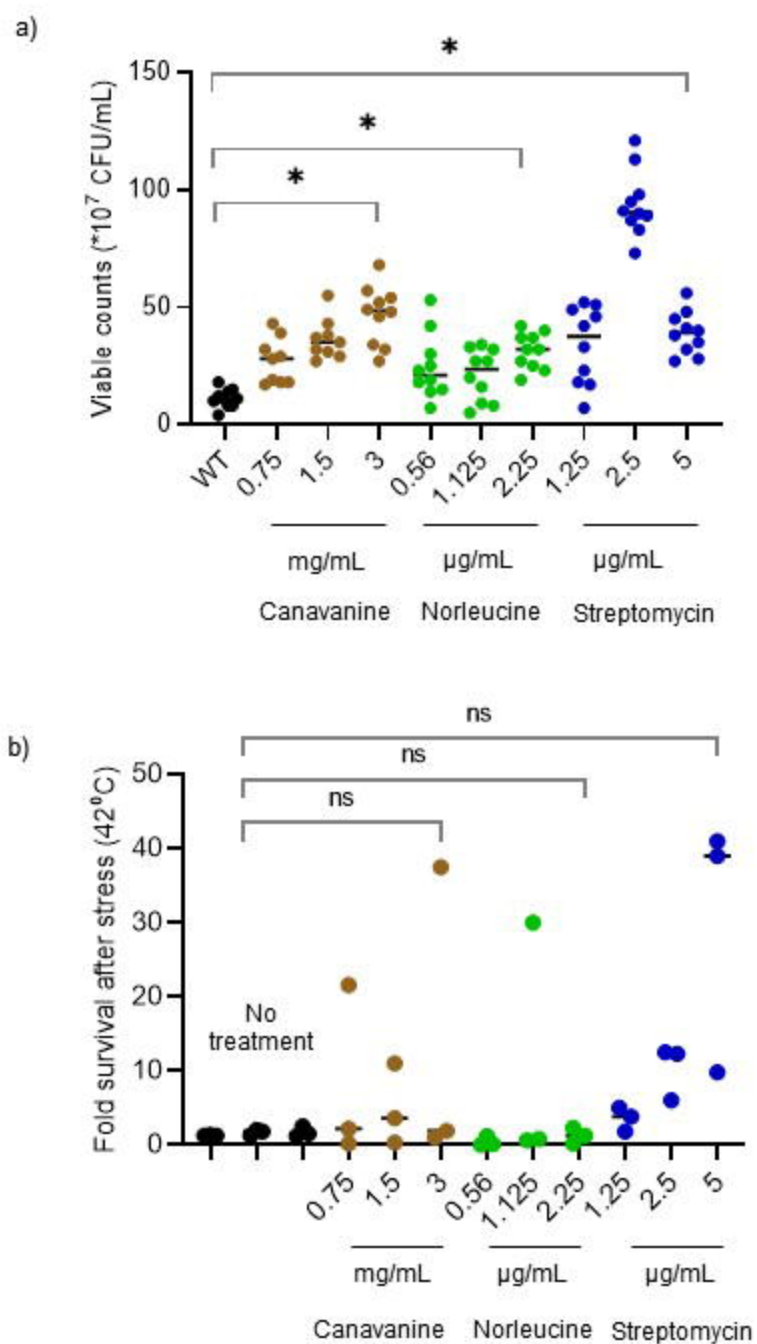 a)
*
*
*
Viable counts (*10⁷ CFU/mL)
150
100
50
0
WT 0.75 1.5 3 0.56 1.125 2.25 1.25 2.5 5
mg/mL µg/mL µg/mL
Canavanine Norleucine Streptomycin
b)
ns
ns
ns
Fold survival after stress (42⁰C)
50
40
30
20
10
0
No
treatment
0.75 1.5 3 0.56 1.125 2.25 1.25 2.5 5
mg/mL µg/mL µg/mL
Canavanine Norleucine Streptomycin